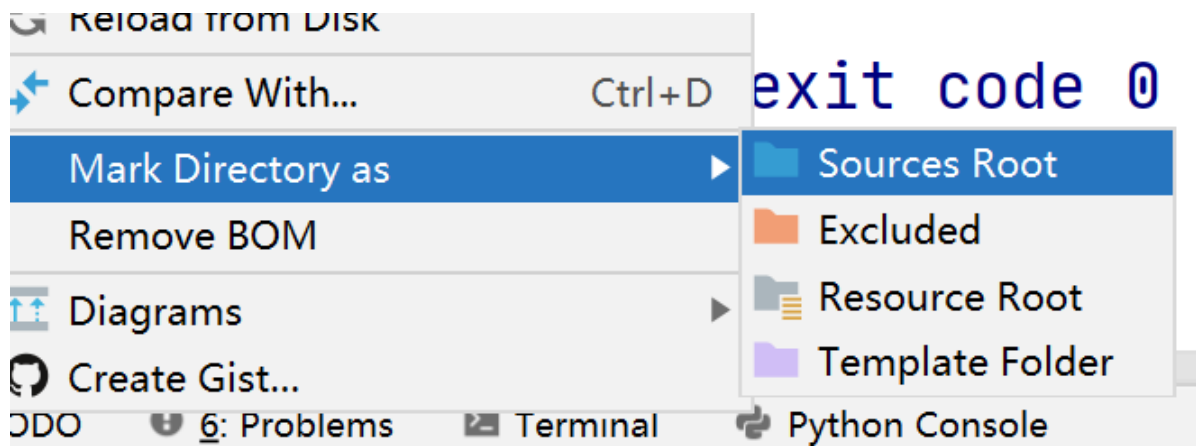 Reload from Disk
Compare With... Ctrl+D
exit code 0
Mark Directory as
Sources Root
Remove BOM
Excluded
Diagrams
Resource Root
Create Gist...
Template Folder
ODO 6: Problems Terminal Python Console